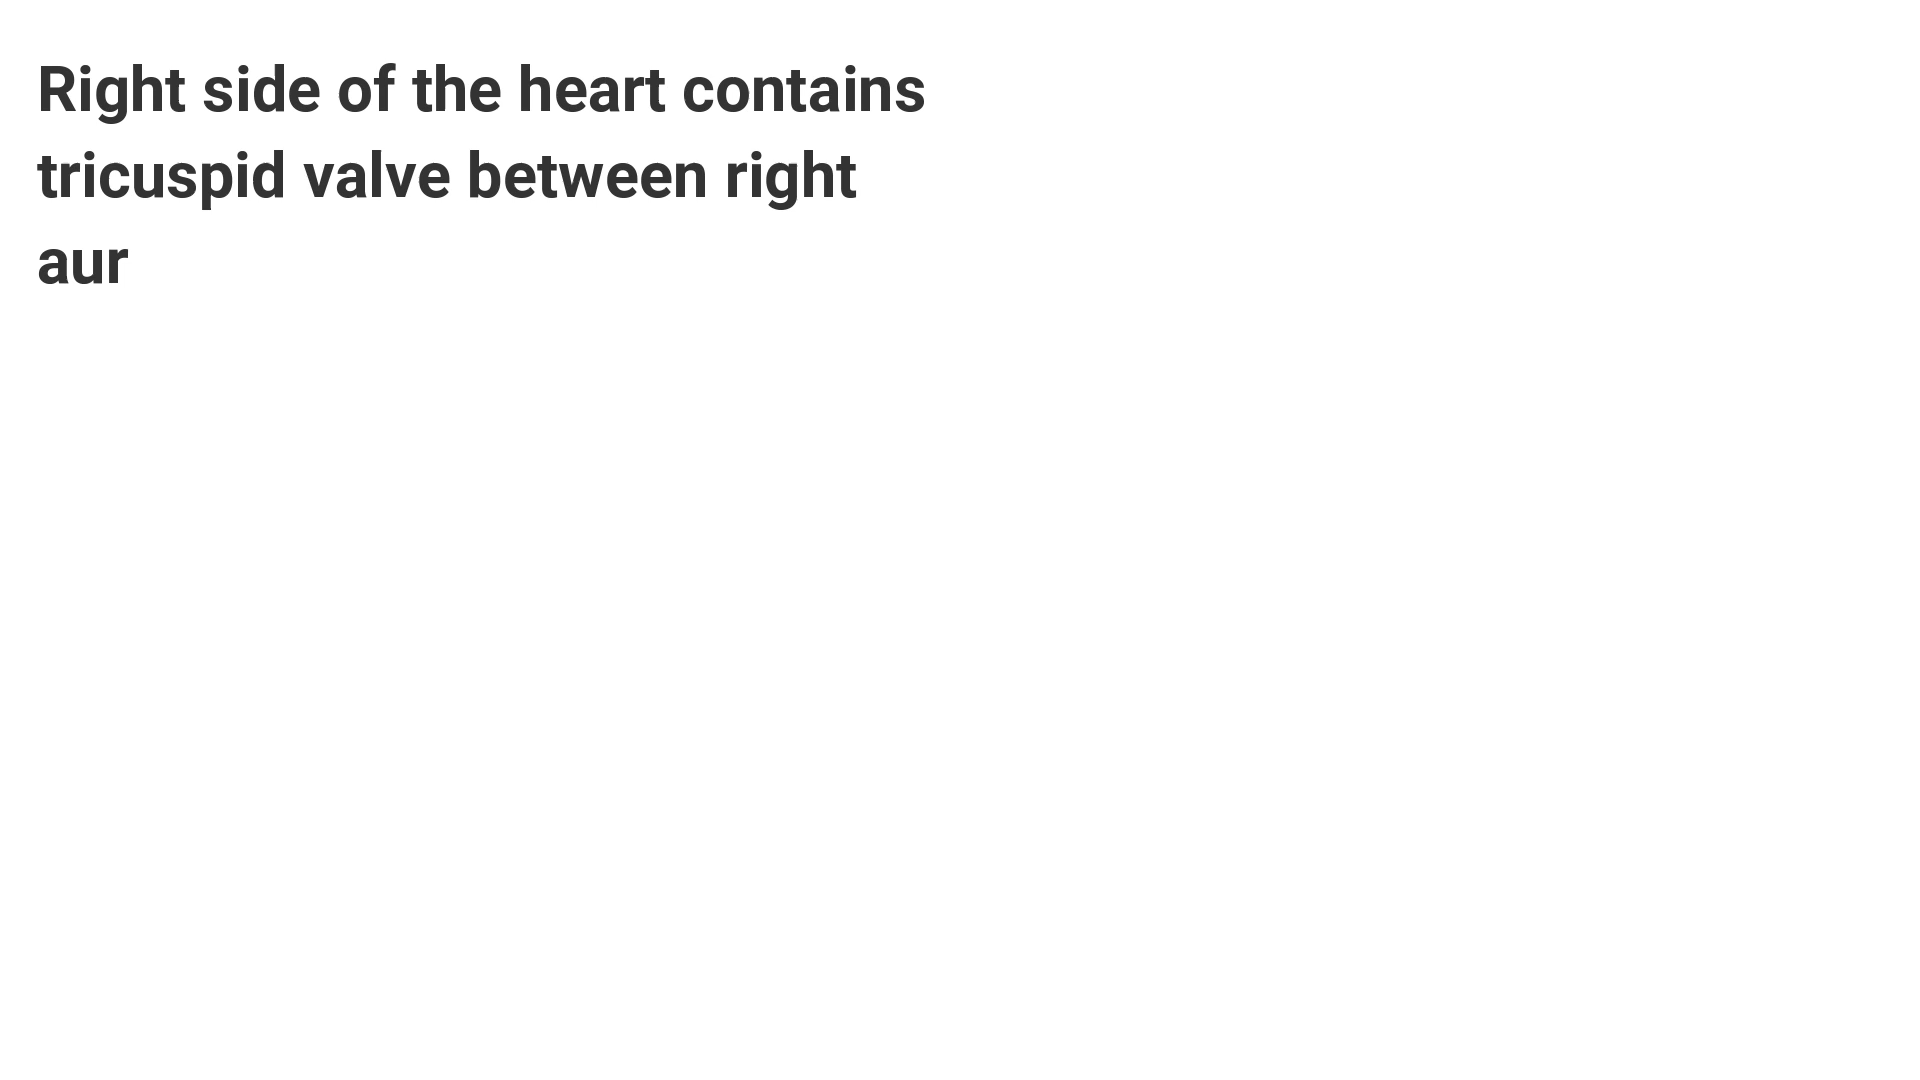 Right side of the heart contains
tricuspid valve between right
aur